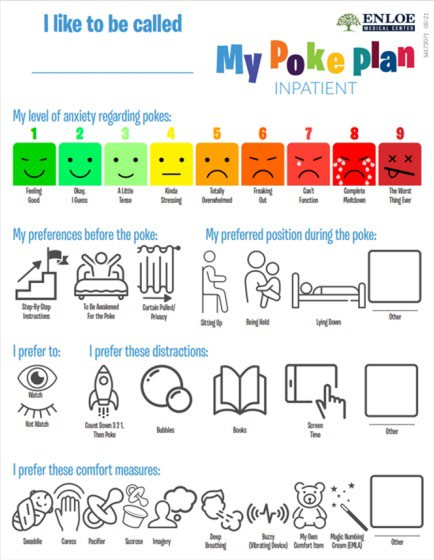 I like to be called
ENLOE
MEDICAL CENTER
My Poke Plan
INPATIENT
My level of anxiety regarding pokes:
1 2 3 4 5 6 7 8 9
Feeling Good
Okay, I Guess
A Little Tense
Kinda Stressing
Totally Overwhelmed
Freaking Out
Can't Function
Complete Meltdown
The Worst Thing Ever
My preferences before the poke:
Step-By-Step Instructions
To Be Awakened For the Poke
Curtain Pulled/ Privacy
My preferred position during the poke:
Sitting Up
Being Held
Lying Down
Other
I prefer to:
Watch
Not Watch
I prefer these distractions:
Count Down 3 2 1, Then Poke
Bubbles
Books
Screen Time
Other
I prefer these comfort measures:
Swaddle
Caress
Pacifier
Sucrose
Imagery
Deep Breathing
Buzzy (Vibrating Device)
My Own Comfort Item
Magic Numbing Cream (EMLA)
Other